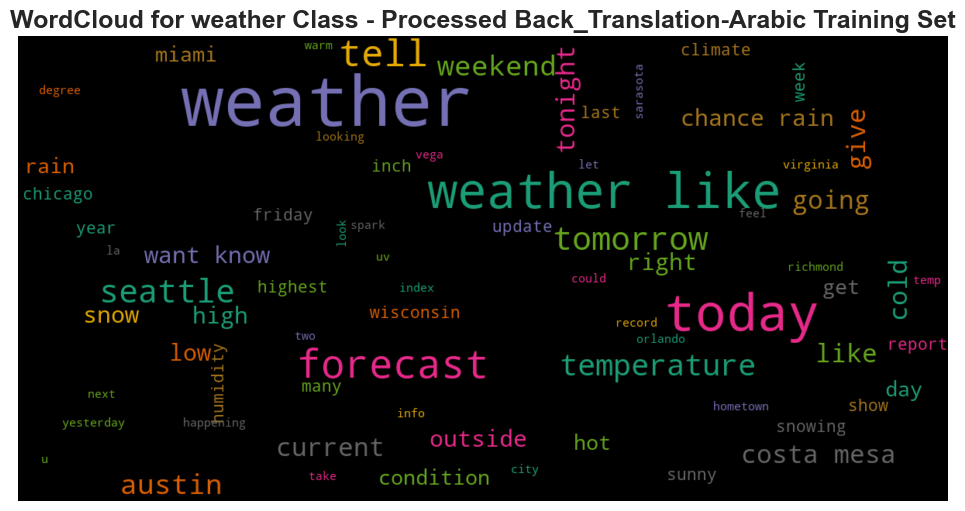 WordCloud for weather Class - Processed Back_Translation-Arabic Training Set
warm
miami
tell
weekend
tonight
climate
week
sarasota
degree
weather
last
chance rain
give
looking
rain
inch
vega
let
virginia
chicago
weather like
going
friday
feel
year
look
spark
update
tomorrow
la
want know
uv
right
richmond
cold
seattle
highest
index
could
get
temp
snow
high
wisconsin
record
today
two
orlando
low
humidity
forecast
temperature
like
report
many
next
day
yesterday
happening
info
hometown
show
snowing
current
outside
hot
costa mesa
u
austin
take
condition
city
sunny